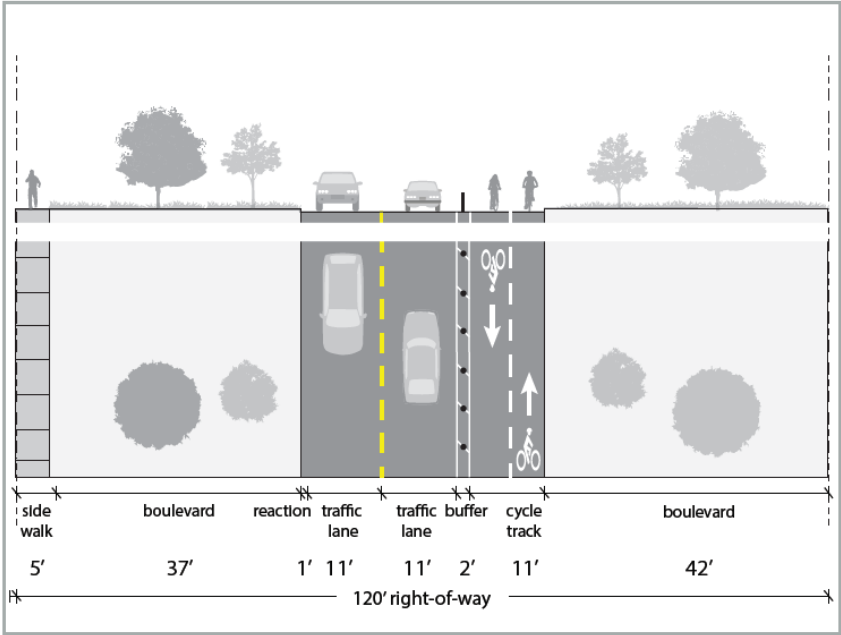 side walk
boulevard
reaction
traffic lane
traffic lane
buffer
cycle track
boulevard
5′ 37′ 1′ 11′ 11′ 2′ 11′ 42′
120′ right-of-way